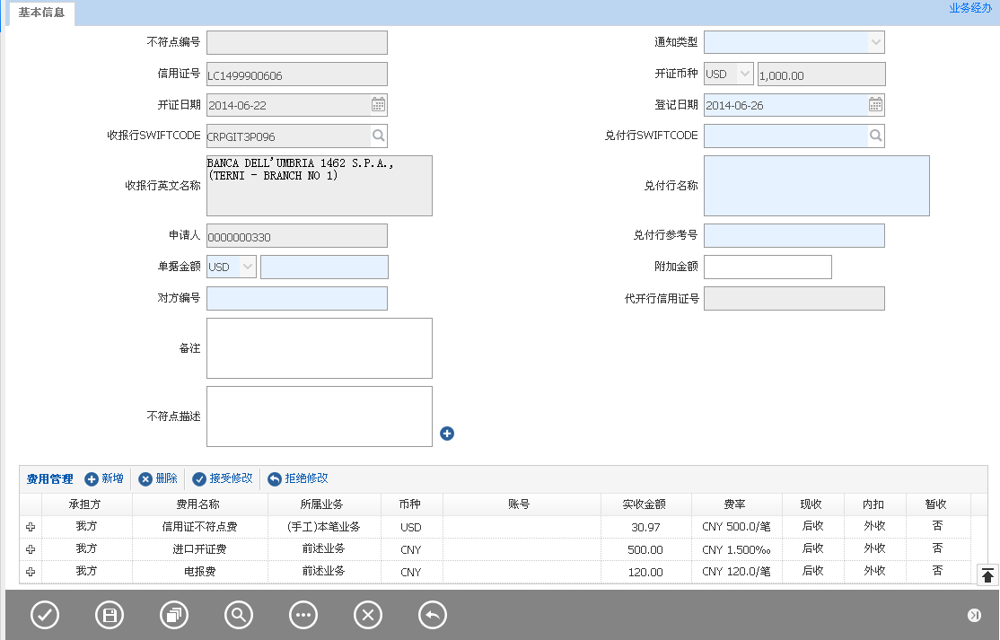 基本信息
业务经办
不符点编号
通知类型
信用证号 LC1499900606
开证币种 USD 1,000.00
开证日期 2014-06-22
登记日期 2014-06-26
收报行SWIFTCODE CRPGIT3P096
兑付行SWIFTCODE
收报行英文名称 BANCA DELL'UMBRIA 1462 S.P.A.,
(TERNI - BRANCH NO 1)
兑付行名称
申请人 0000000330
兑付行参考号
单据金额 USD
附加金额
对方编号
代开行信用证号
备注
不符点描述
费用管理 新增 删除 接受修改 拒绝修改
承担方 费用名称 所属业务 币种 账号 实收金额 费率 现收 内扣 暂收
我方 信用证不符点费 (手工)本笔业务 USD 30.97 CNY 500.0/笔 后收 外收 否
我方 进口开证费 前述业务 CNY 500.00 CNY 1.500‰ 后收 外收 否
我方 电报费 前述业务 CNY 120.00 CNY 120.0/笔 后收 外收 否